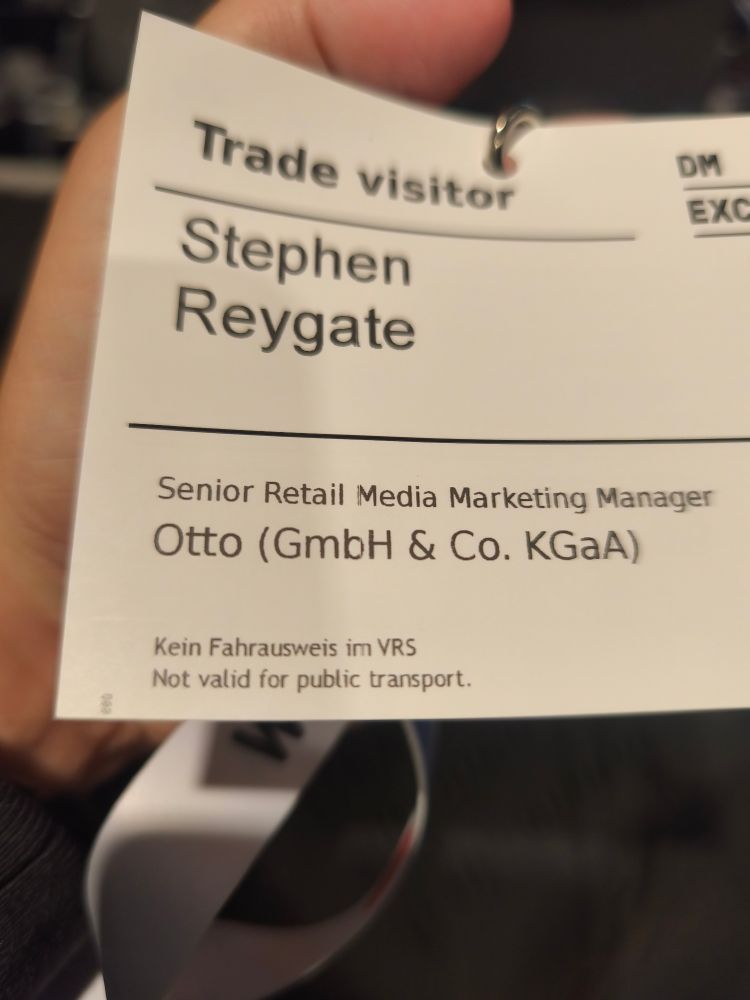 Trade visitor
DM
EXC
Stephen
Reygate
Senior Retail Media Marketing Manager
Otto (GmbH & Co. KGaA)
Kein Fahrausweis im VRS
Not valid for public transport.